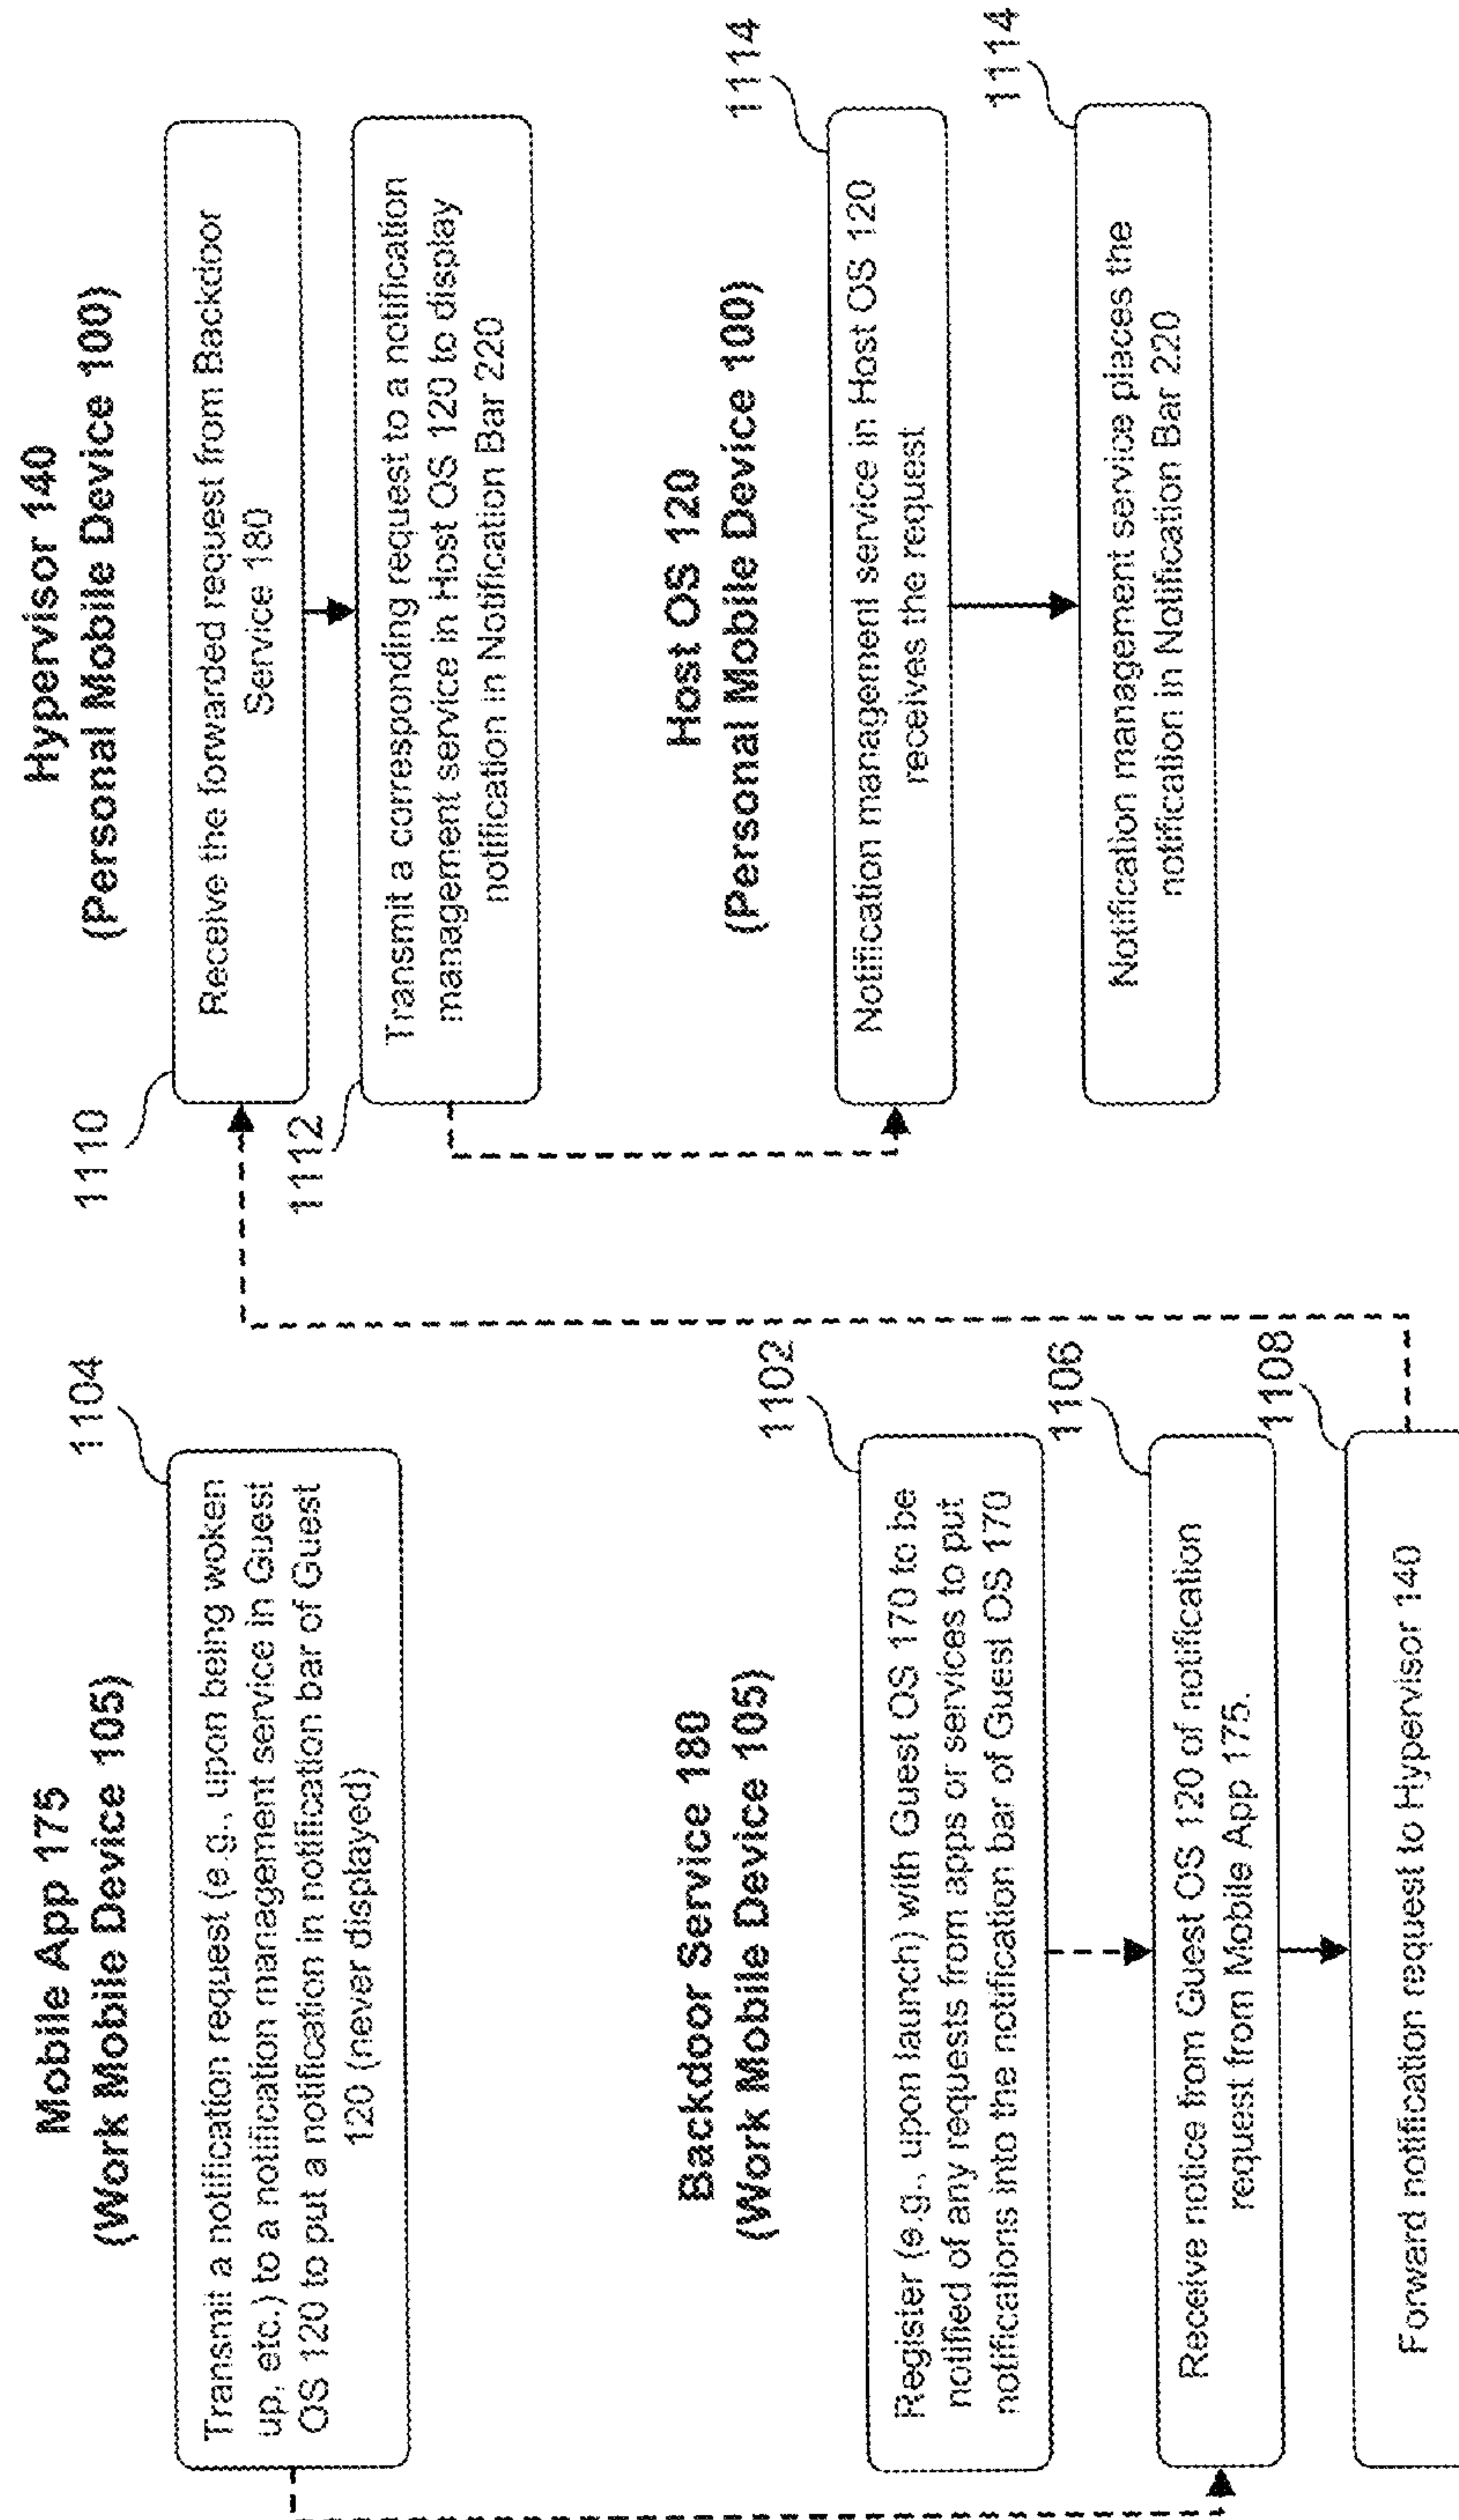 Mobile App 175
(Work Mobile Device 105)
1104
Transmit a notification request (e.g., upon being woken
up, etc.) to a notification management service in Guest
OS 120 to put a notification in notification bar of Guest
120 (never displayed)
Backdoor Service 180
(Work Mobile Device 105)
1102
Register (e.g., upon launch) with Guest OS 170 to be
notified of any requests from apps or services to put
notifications into the notification bar of Guest OS 170
1106
Receive notice from Guest OS 120 of notification
request from Mobile App 175.
1108
Forward notification request to Hypervisor 140
Hypervisor 140
(Personal Mobile Device 100)
1110
Receive the forwarded request from Backdoor
Service 180
1112
Transmit a corresponding request to a notification
management service in Host OS 120 to display
notification in Notification Bar 220
Host OS 120
(Personal Mobile Device 100)
1114
Notification management service in Host OS 120
receives the request
1114
Notification management service places the
notification in Notification Bar 220